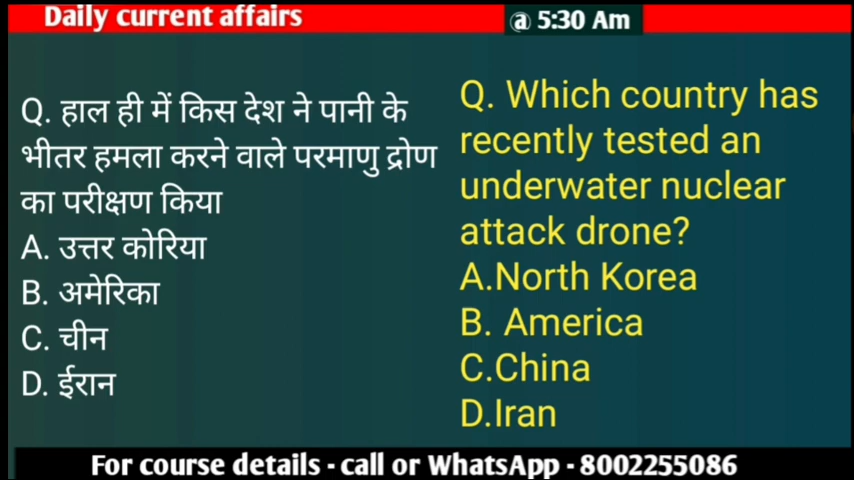 Daily current affairs
@ 5:30 Am
Q. हाल ही में किस देश ने पानी के
भीतर हमला करने वाले परमाणु द्रोण
का परीक्षण किया
A. उत्तर कोरिया
B. अमेरिका
C. चीन
D. ईरान
Q. Which country has
recently tested an
underwater nuclear
attack drone?
A.North Korea
B. America
C.China
D.Iran
For course details - call or WhatsApp - 8002255086